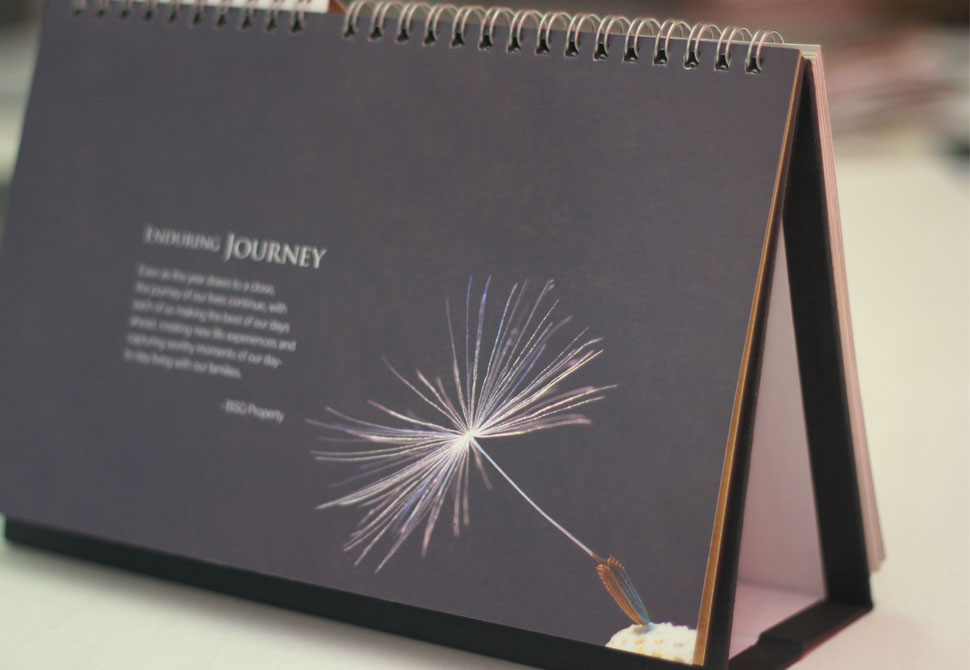 ENDURING JOURNEY
Even as the year draws to a close,
the journey of our lives continue, with
each of us making the best of our days
ahead, creating new life experiences and
capturing worthy moments of our day
to day living with our families.
-BSG Property